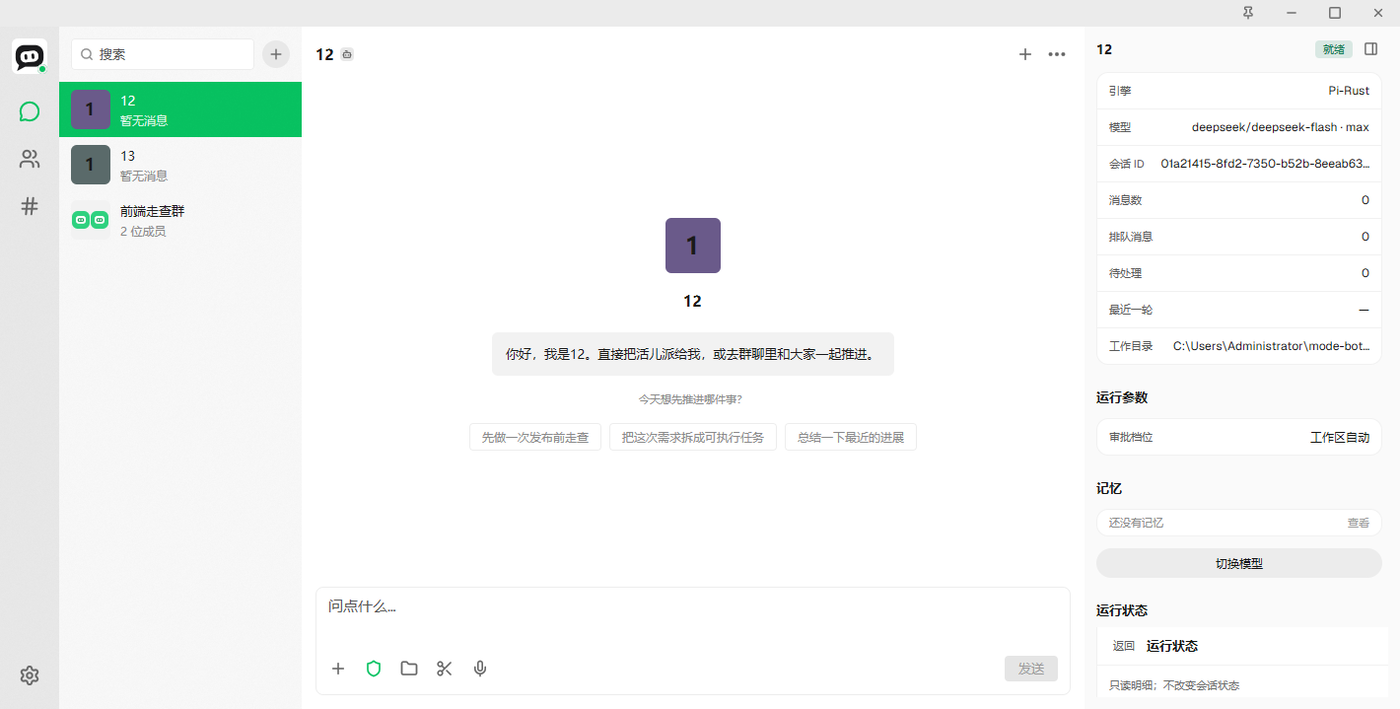 搜索
1
12
暂无消息
1
13
暂无消息
前端走查群
2 位成员
12
1
12
你好，我是12。直接把活儿派给我，或去群聊里和大家一起推进。
今天想先推进哪件事？
先做一次发布前走查
把这次需求拆成可执行任务
总结一下最近的进展
问点什么...
发送
12
就绪
引擎 Pi-Rust
模型 deepseek/deepseek-flash · max
会话 ID 01a21415-8fd2-7350-b52b-8eeab63...
消息数 0
排队消息 0
待处理 0
最近一轮 —
工作目录 C:\Users\Administrator\mode-bot...
运行参数
审批档位 工作区自动
记忆
还没有记忆 查看
切换模型
运行状态
返回 运行状态
只读明细；不改变会话状态